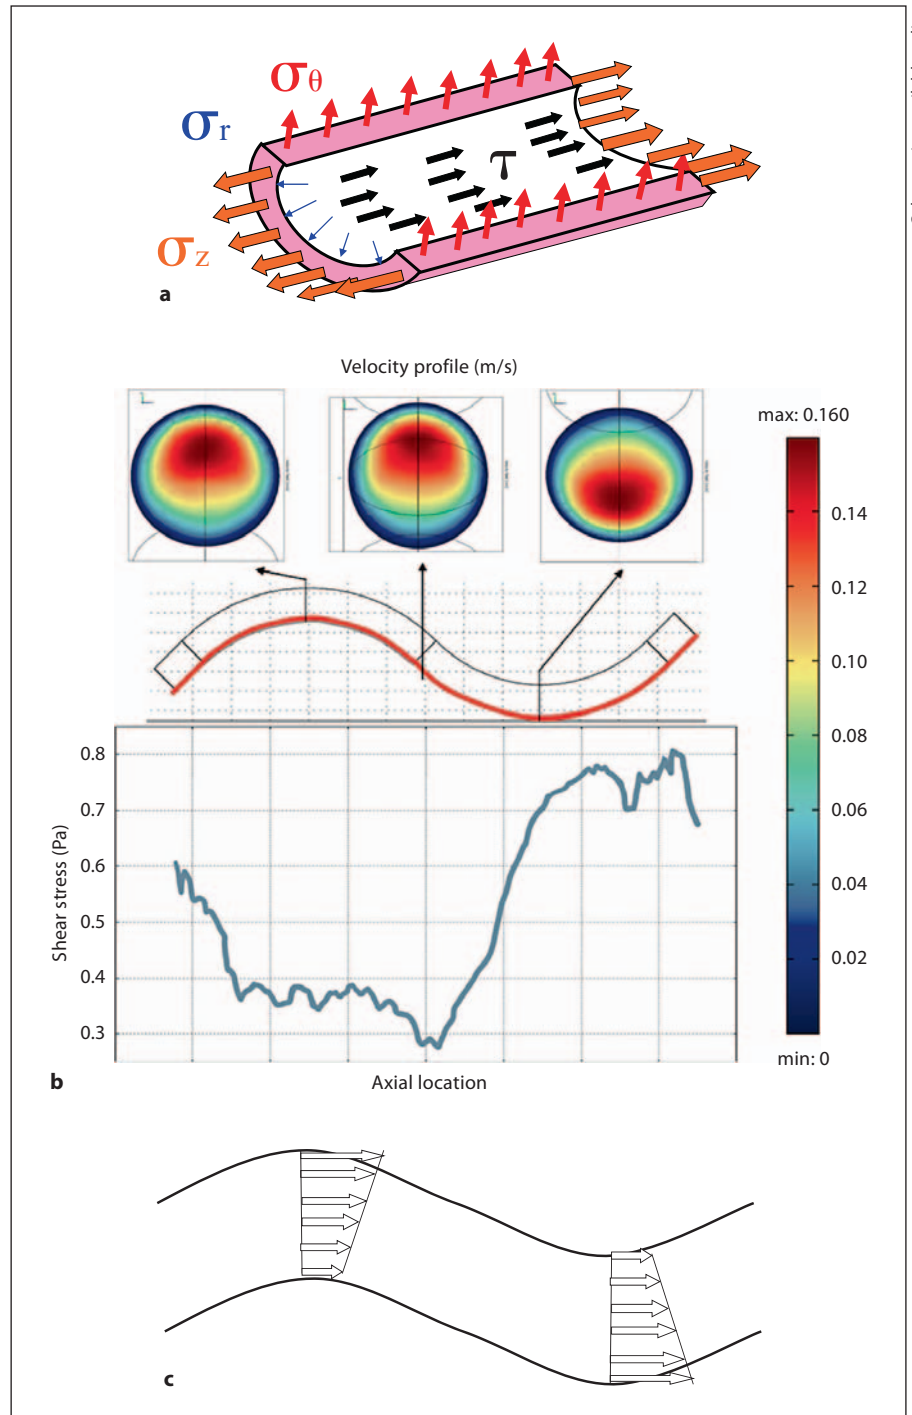 σθ
σr
τ
σz
a
Velocity profile (m/s)
max: 0.160
0.14
0.12
0.10
0.08
0.06
0.04
0.02
min: 0
0.8
0.7
0.6
0.5
0.4
0.3
Shear stress (Pa)
Axial location
b
c